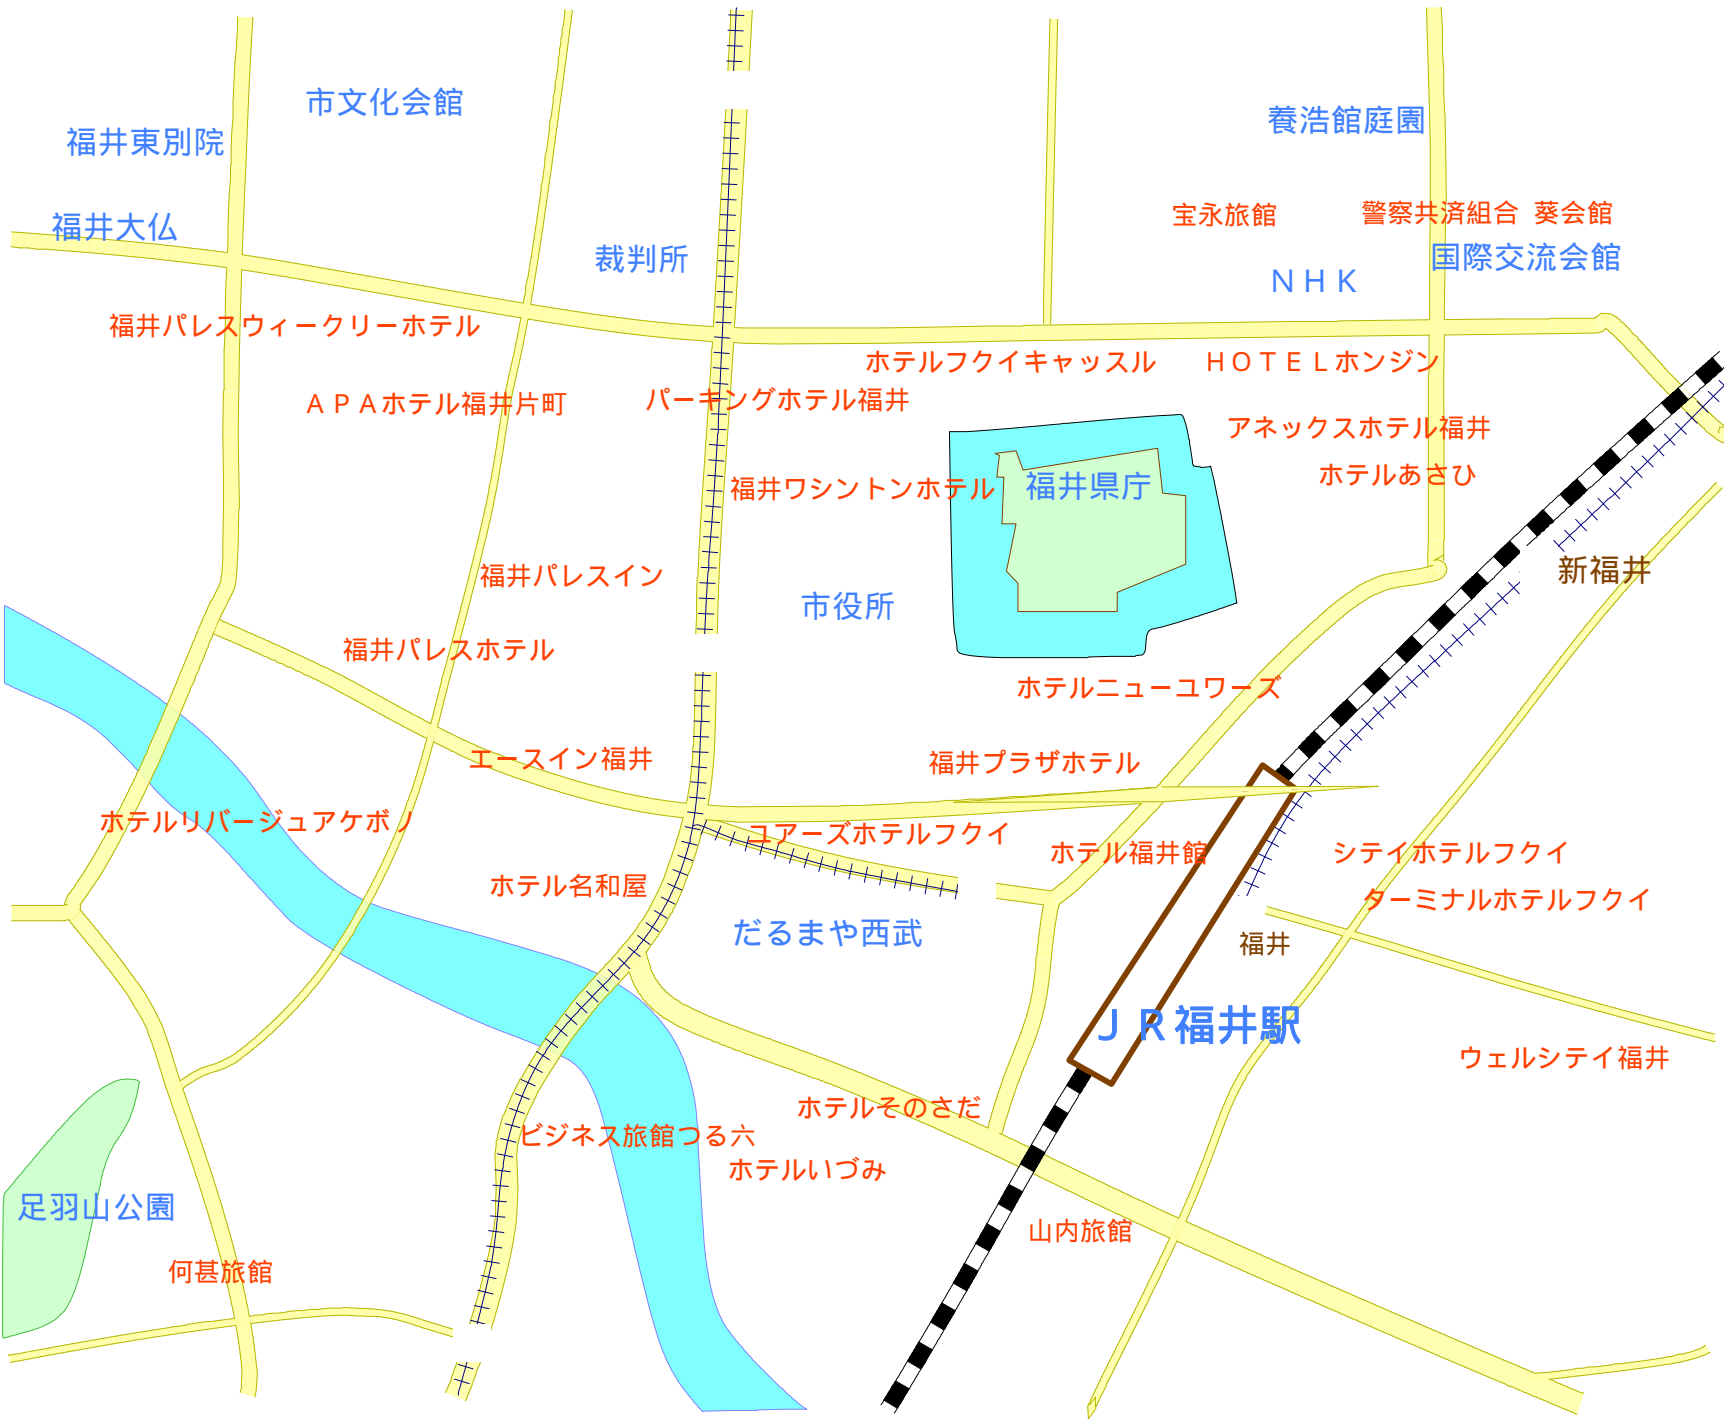 市文化会館
養浩館庭園
福井東別院
宝永旅館
警察共済組合 葵会館
福井大仏
裁判所
国際交流会館
ＮＨＫ
福井パレスウィークリーホテル
ホテルフクイキャッスル
ＨＯＴＥＬホンジン
ＡＰＡホテル福井片町
パーキングホテル福井
アネックスホテル福井
ホテルあさひ
福井ワシントンホテル
福井県庁
新福井
福井パレスイン
市役所
福井パレスホテル
ホテルニューユワーズ
エースイン福井
福井プラザホテル
ホテルリバージュアケボノ
ユアーズホテルフクイ
ホテル福井館
シテイホテルフクイ
ホテル名和屋
ターミナルホテルフクイ
だるまや西武
福井
ＪＲ福井駅
ウェルシテイ福井
ホテルそのさだ
ビジネス旅館つる六
ホテルいづみ
足羽山公園
山内旅館
何甚旅館